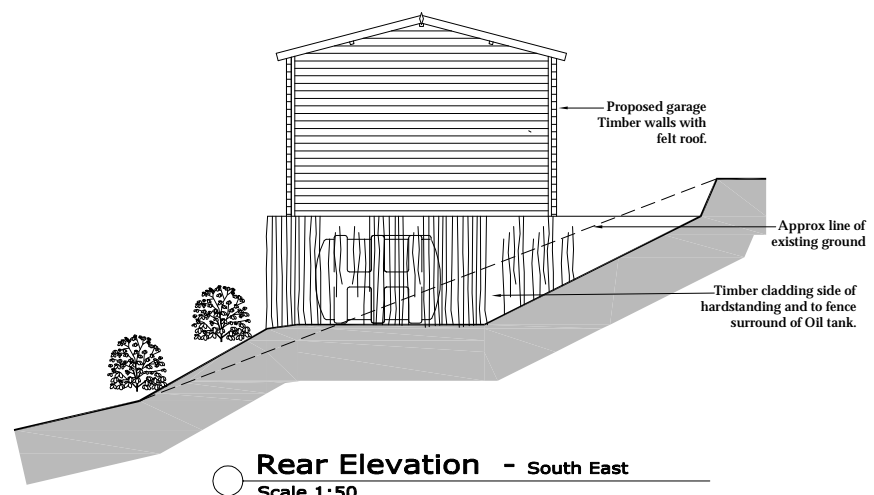 Proposed garage
Timber walls with
felt roof.
Approx line of
existing ground
Timber cladding side of
hardstanding and to fence
surround of Oil tank.
Rear Elevation - South East
Scale 1:50